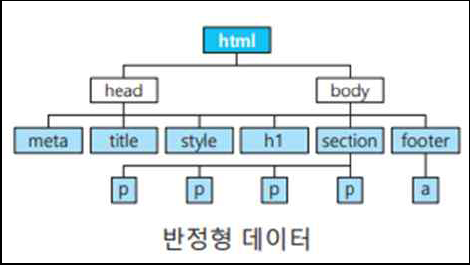 html
head body
meta title style h1 section footer
p p p p a
반정형 데이터